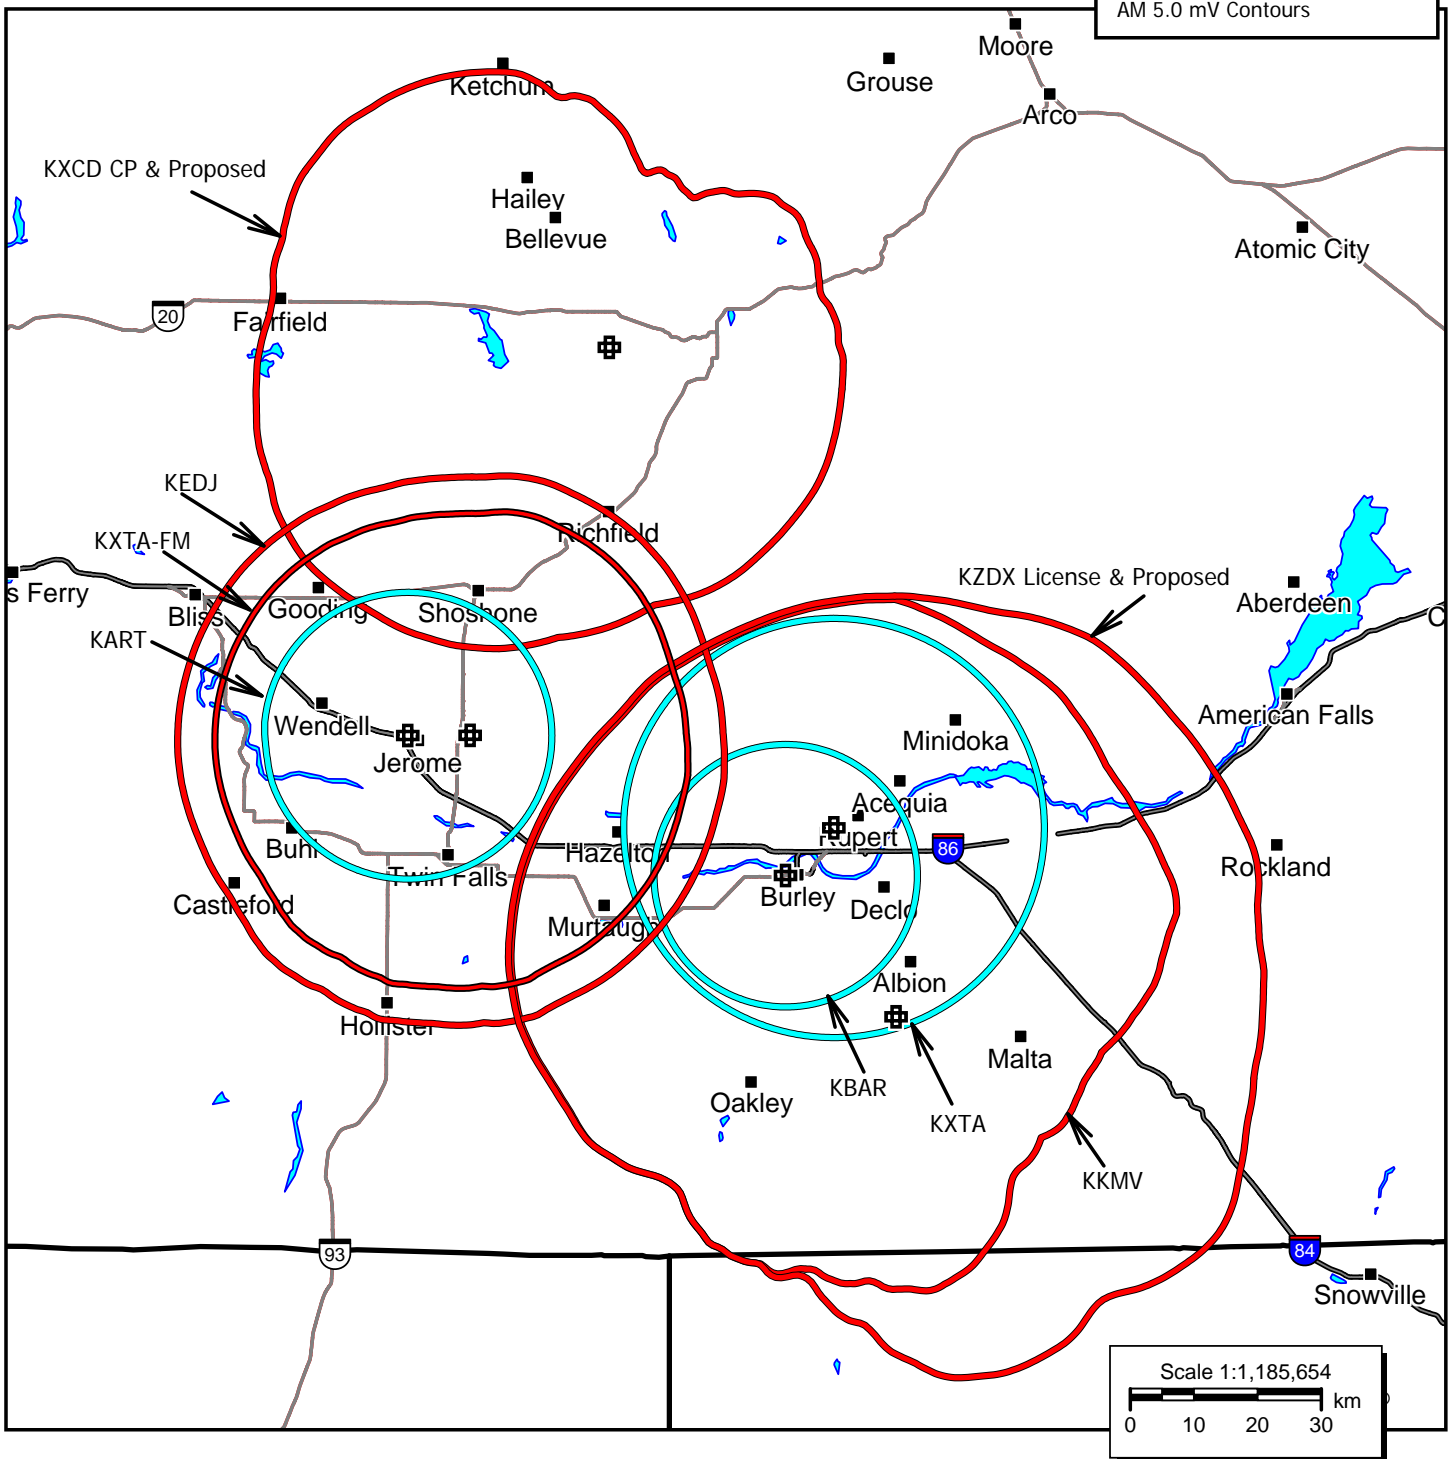 AM 5.0 mV Contours
Moore
Ketchum
Grouse
Arco
KXCD CP & Proposed
Hailey
Bellevue
Atomic City
20
Fairfield
KEDJ
Richfield
KXTA-FM
s Ferry
Bliss
Gooding
Shoshone
KZDX License & Proposed
Aberdeen
C
KART
Wendell
American Falls
Minidoka
Jerome
Acequia
Rupert
Buhl
Hazelton
86
Rockland
Twin Falls
Castleford
Burley
Declo
Murtaugh
Albion
Hollister
Malta
KBAR
Oakley
KXTA
KKMV
93
84
Snowville
Scale 1:1,185,654
km
0 10 20 30